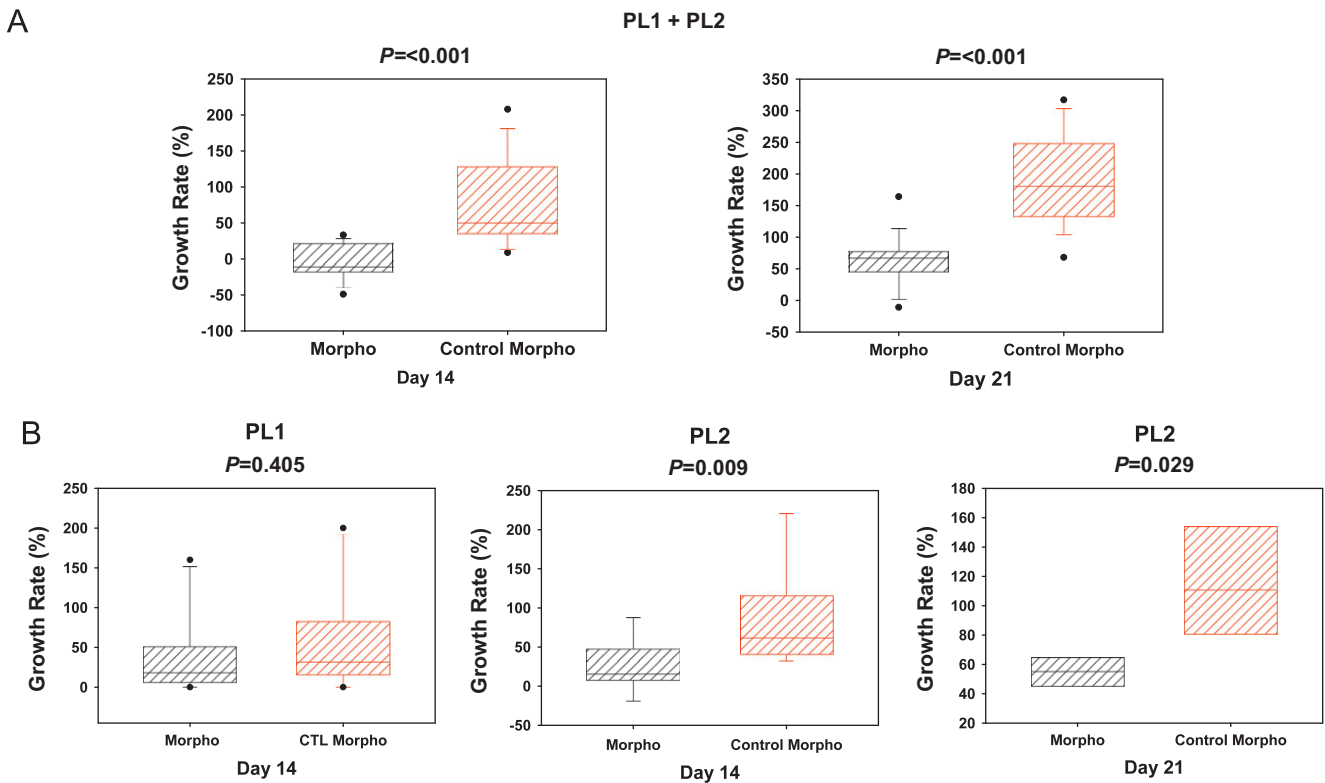 A
PL1 + PL2
P=<0.001
Growth Rate (%)
250
200
150
100
50
0
-50
-100
Morpho
Control Morpho
Day 14
P=<0.001
Growth Rate (%)
350
300
250
200
150
100
50
0
-50
Morpho
Control Morpho
Day 21
B
PL1
P=0.405
Growth Rate (%)
250
200
150
100
50
0
Morpho
CTL Morpho
Day 14
PL2
P=0.009
Growth Rate (%)
250
200
150
100
50
0
-50
Morpho
Control Morpho
Day 14
PL2
P=0.029
Growth Rate (%)
180
160
140
120
100
80
60
40
20
Morpho
Control Morpho
Day 21